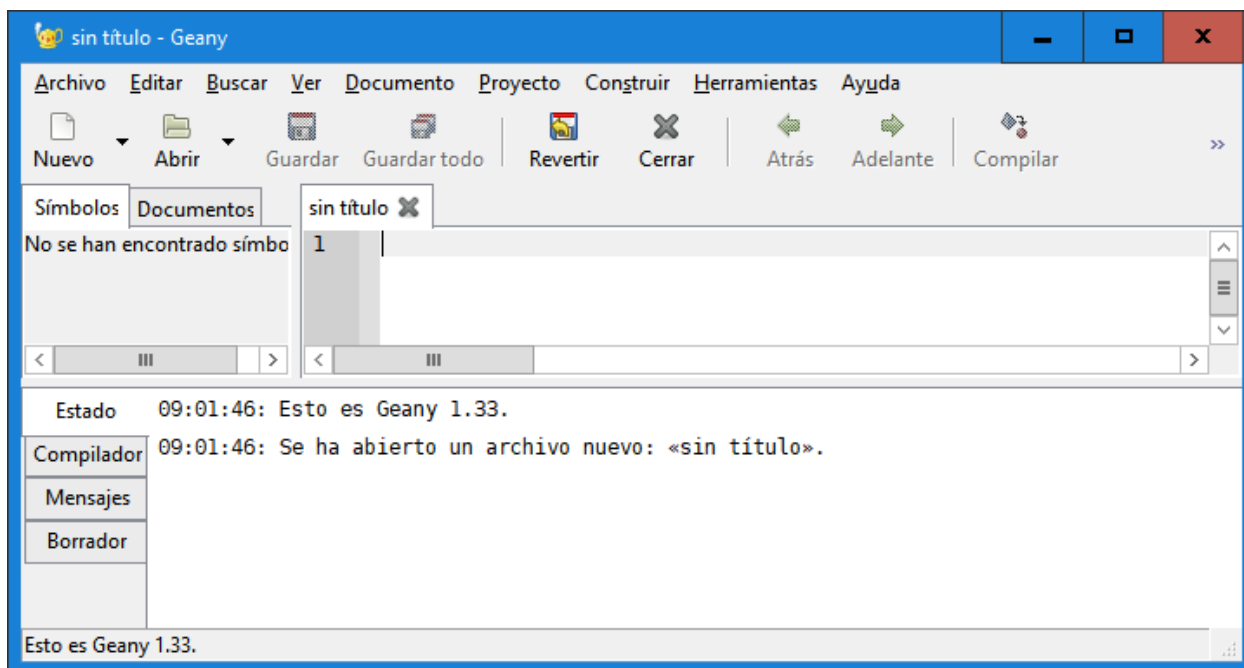 sin título - Geany
Archivo Editar Buscar Ver Documento Proyecto Construir Herramientas Ayuda
Nuevo Abrir Guardar Guardar todo Revertir Cerrar Atrás Adelante Compilar
Símbolos Documentos sin título
No se han encontrado símbo 1
Estado 09:01:46: Esto es Geany 1.33.
Compilador 09:01:46: Se ha abierto un archivo nuevo: «sin título».
Mensajes
Borrador
Esto es Geany 1.33.